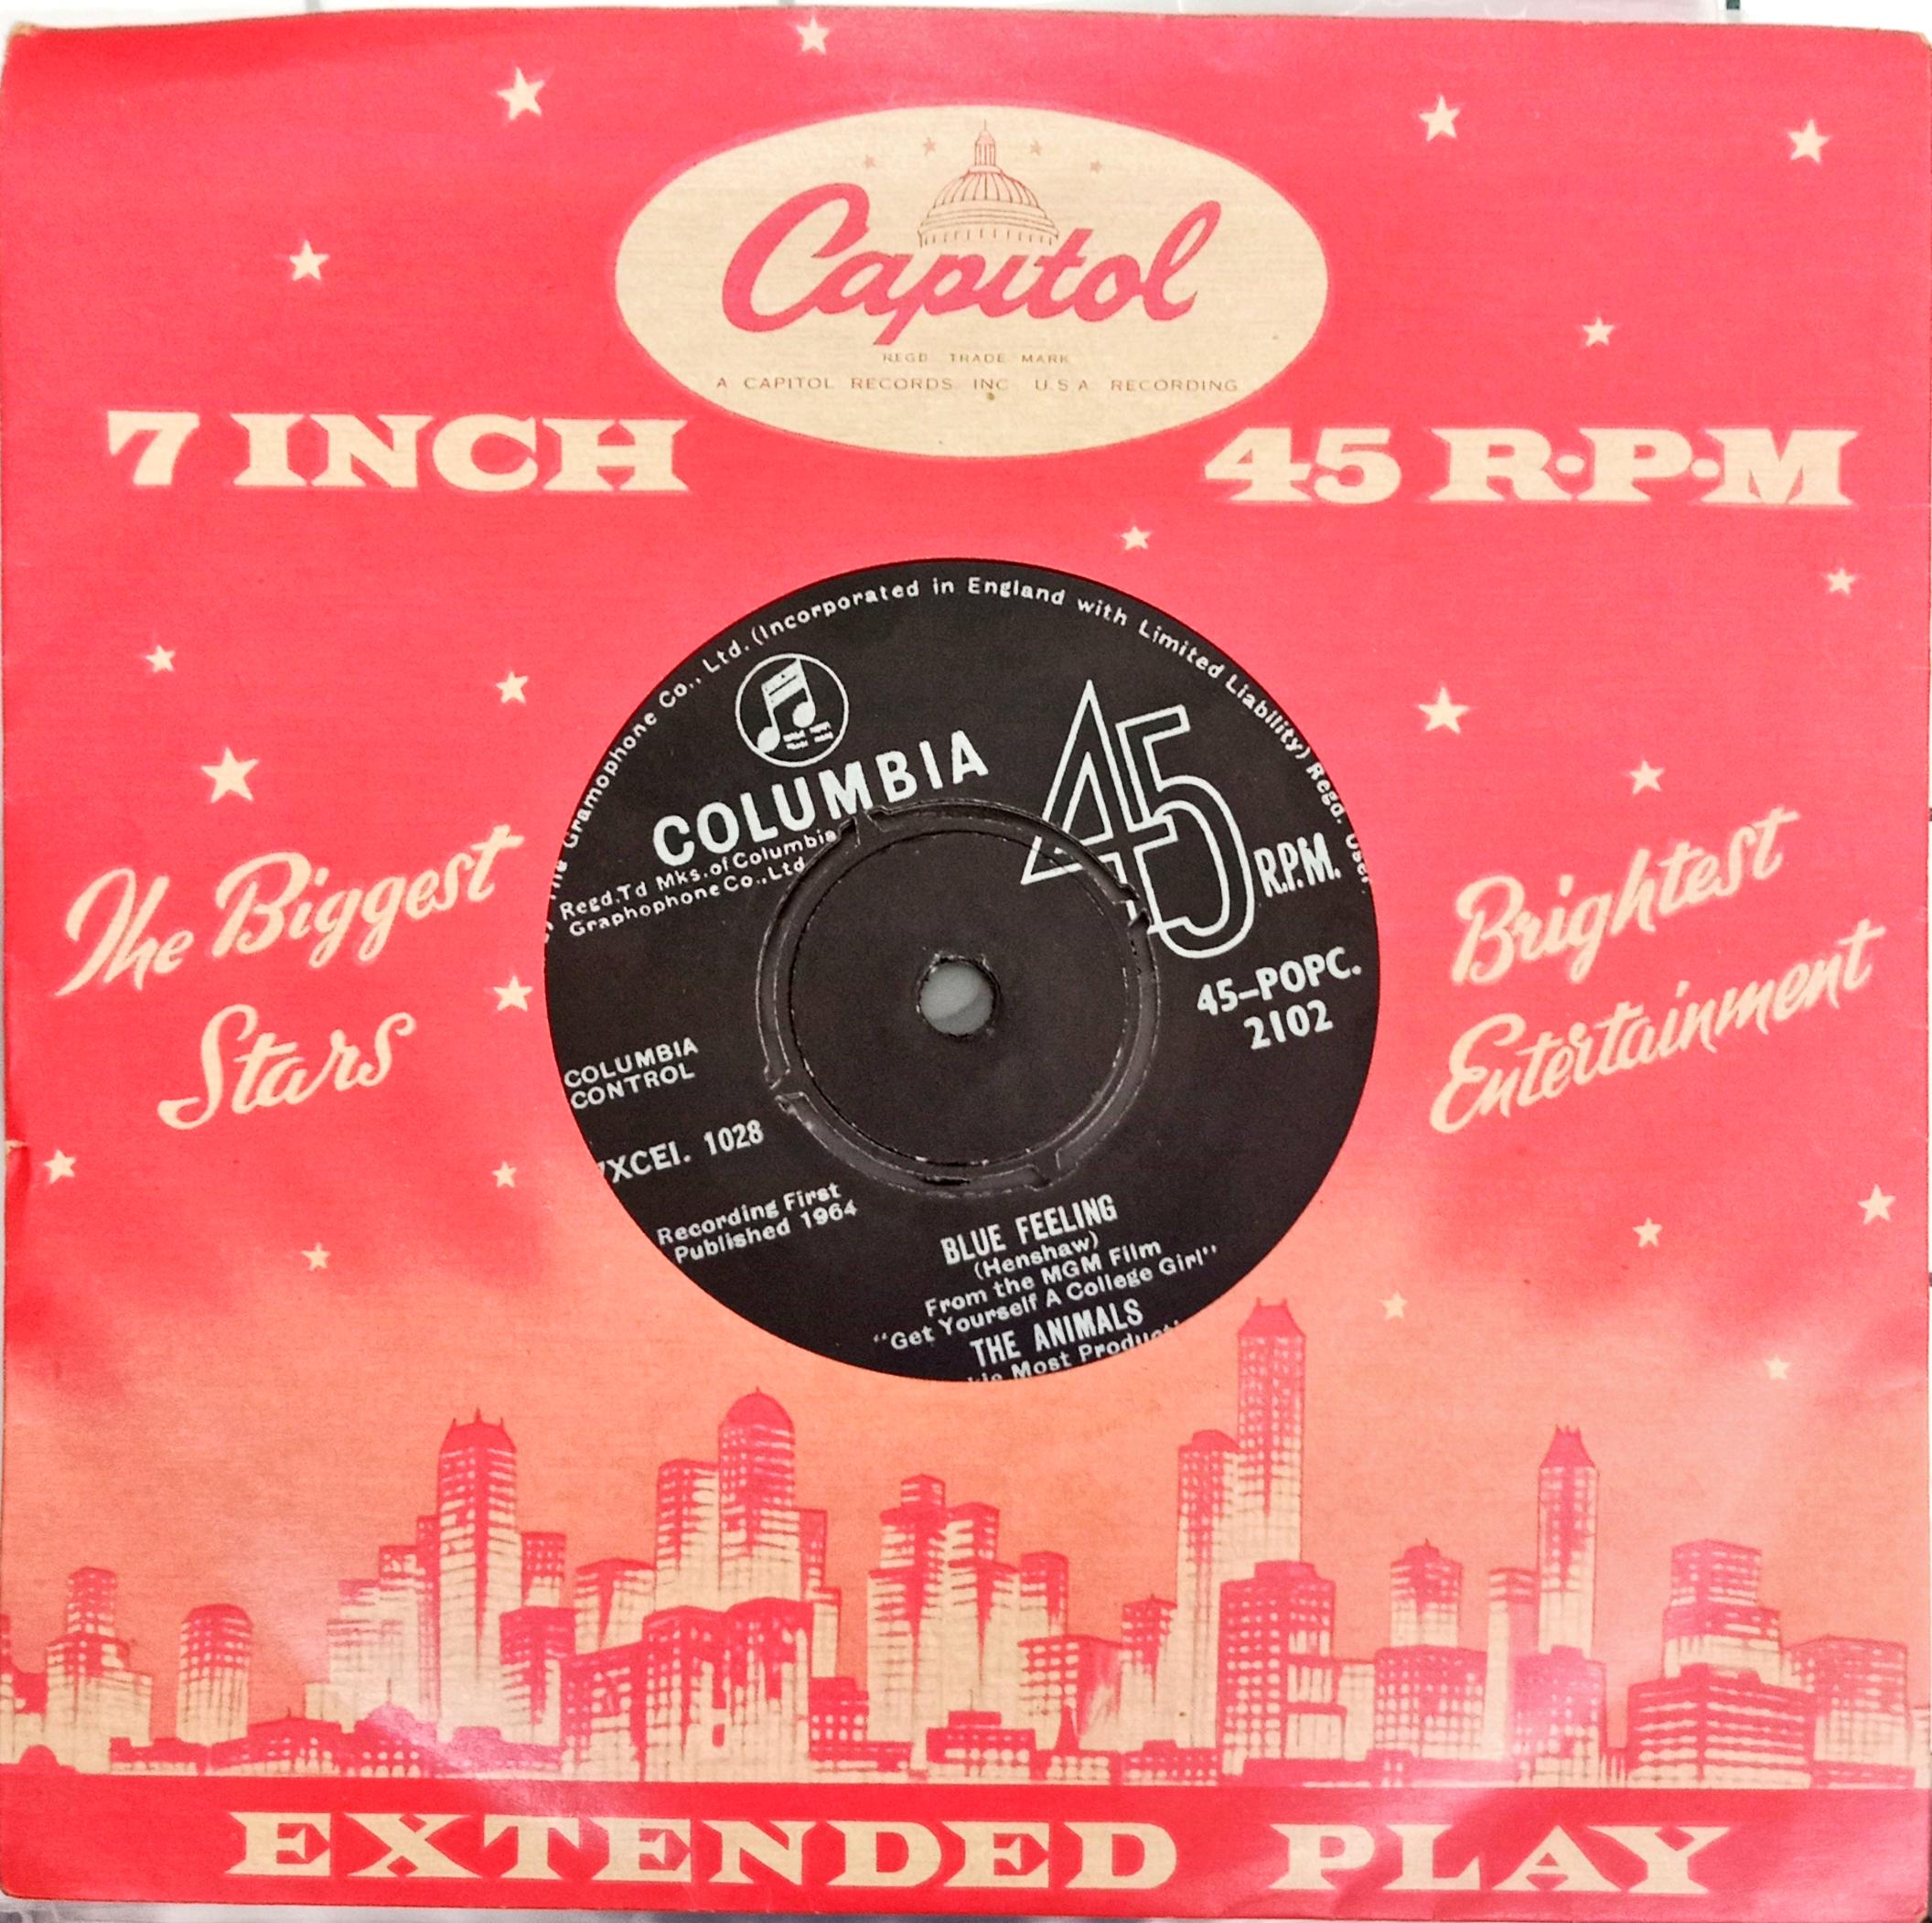 Capitol
REGD. TRADE MARK
A CAPITOL RECORDS INC U.S.A RECORDING
7 INCH
45 R·P·M
The Biggest
Stars
Brightest
Entertainment
Gramophone Co., Ltd. (Incorporated in England with Limited Liability) Regd. User
COLUMBIA
Regd.Td Mks.of Columbia
Graphophone Co.,Ltd
45
R.P.M.
45-POPC.
2102
COLUMBIA
CONTROL
7XCEI. 1028
Recording First
Published 1964
BLUE FEELING
(Henshaw)
From the MGM Film
"Get Yourself A College Girl"
THE ANIMALS
Most
EXTENDED PLAY